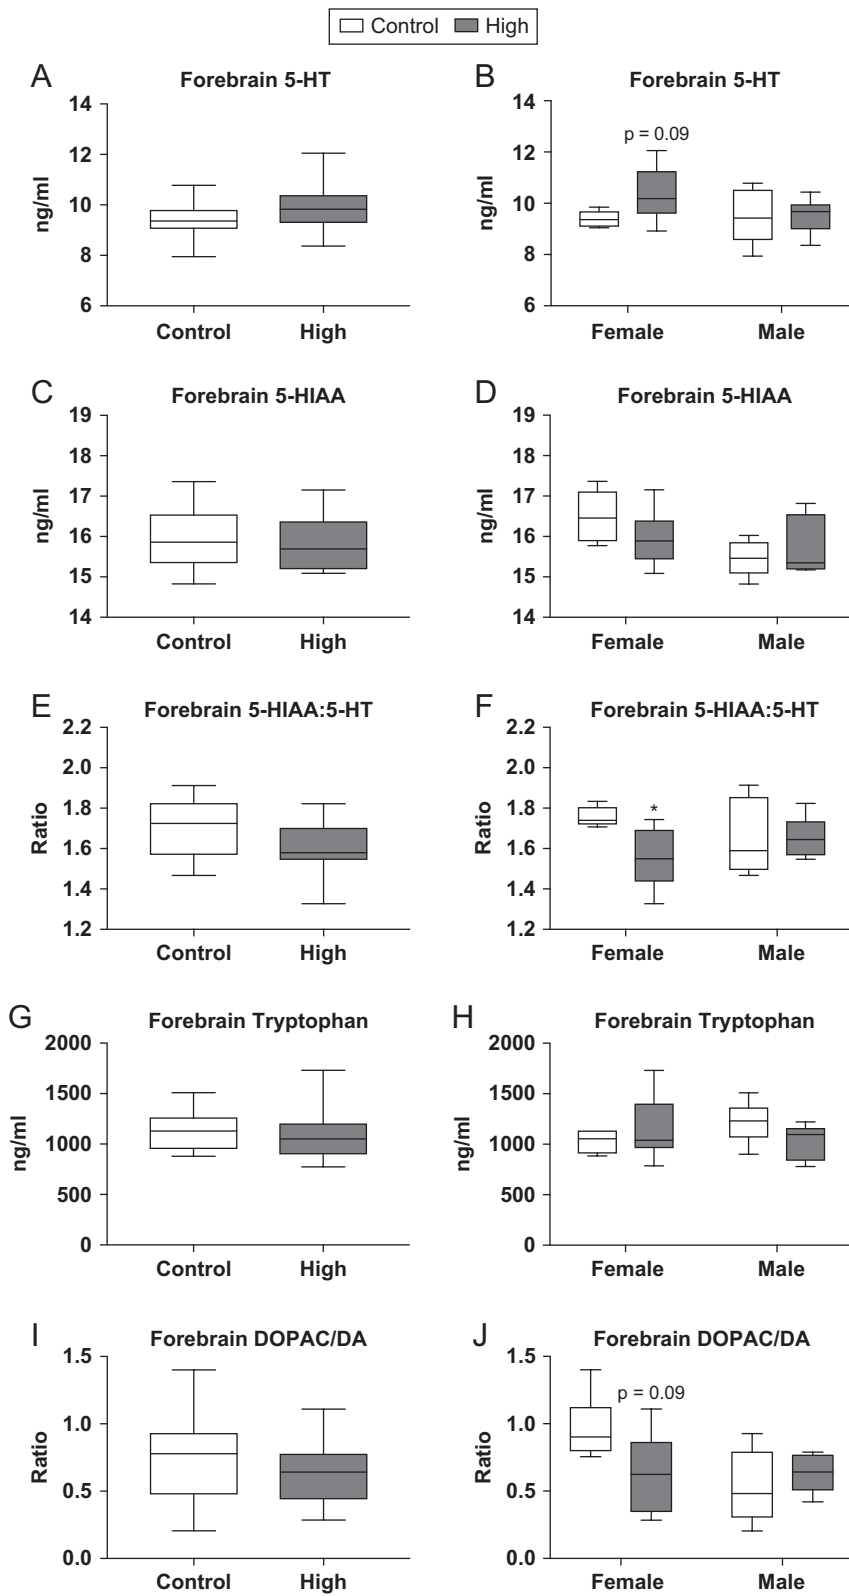 Control High
A Forebrain 5-HT
14
12
10
8
6
ng/ml
Control High
B Forebrain 5-HT
14
12
10
8
6
ng/ml
p = 0.09
Female Male
C Forebrain 5-HIAA
19
18
17
16
15
14
ng/ml
Control High
D Forebrain 5-HIAA
19
18
17
16
15
14
ng/ml
Female Male
E Forebrain 5-HIAA:5-HT
2.2
2.0
1.8
1.6
1.4
1.2
Ratio
Control High
F Forebrain 5-HIAA:5-HT
2.2
2.0
1.8
1.6
1.4
1.2
Ratio
*
Female Male
G Forebrain Tryptophan
2000
1500
1000
500
0
ng/ml
Control High
H Forebrain Tryptophan
2000
1500
1000
500
0
ng/ml
Female Male
I Forebrain DOPAC/DA
1.5
1.0
0.5
0.0
Ratio
Control High
J Forebrain DOPAC/DA
1.5
1.0
0.5
0.0
Ratio
p = 0.09
Female Male